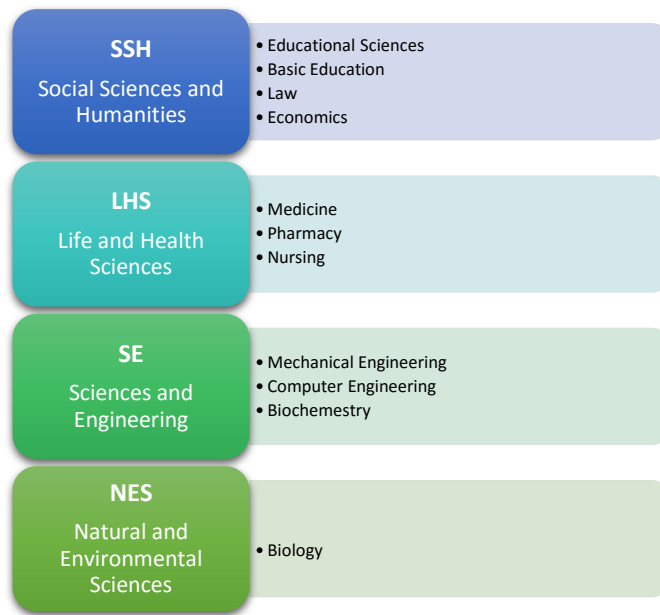 SSH
Social Sciences and
Humanities
• Educational Sciences
• Basic Education
• Law
• Economics
LHS
Life and Health
Sciences
• Medicine
• Pharmacy
• Nursing
SE
Sciences and
Engineering
• Mechanical Engineering
• Computer Engineering
• Biochemestry
NES
Natural and
Environmental
Sciences
• Biology